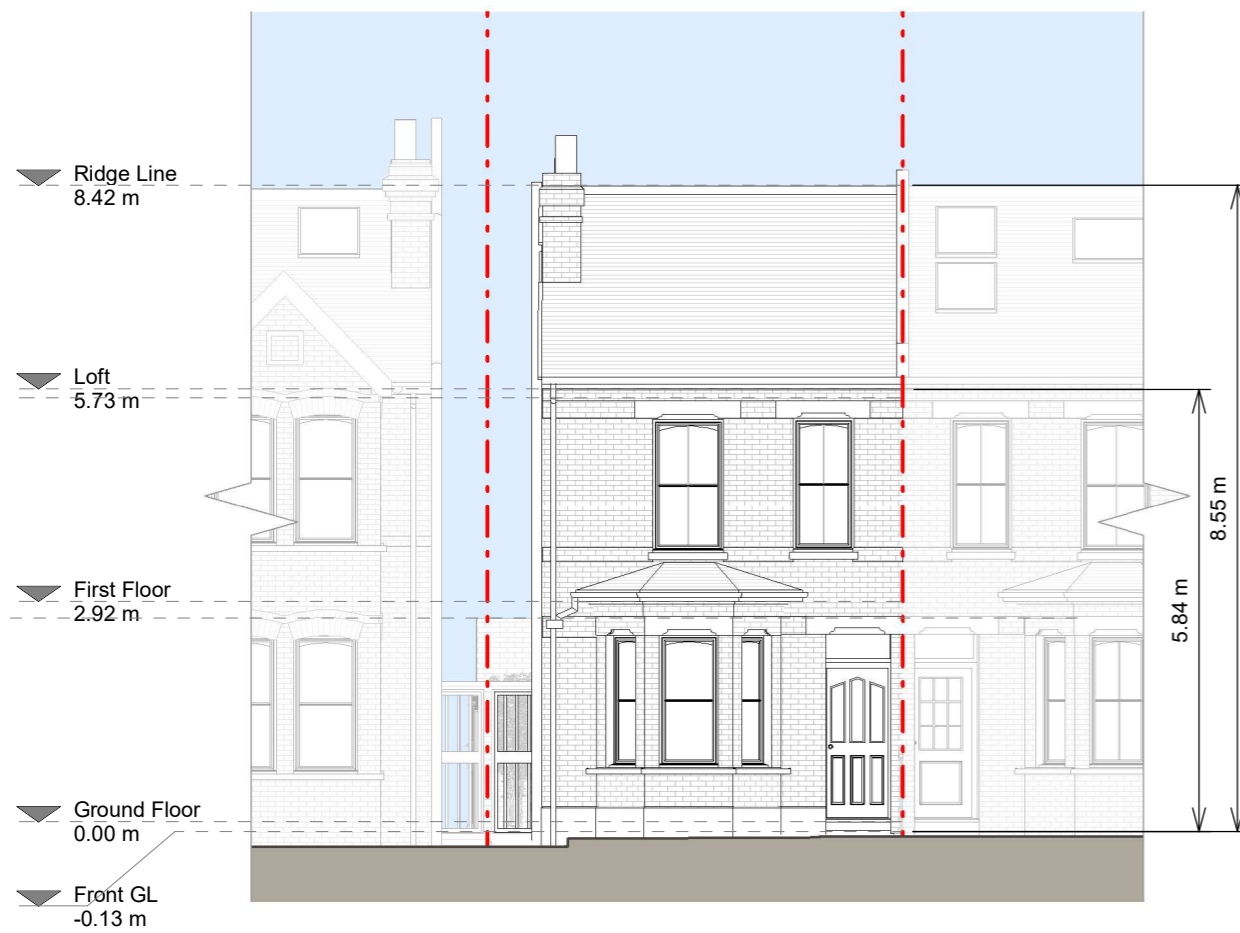 Ridge Line
8.42 m
Loft
5.73 m
First Floor
2.92 m
Ground Floor
0.00 m
Front GL
-0.13 m
8.55 m
5.84 m